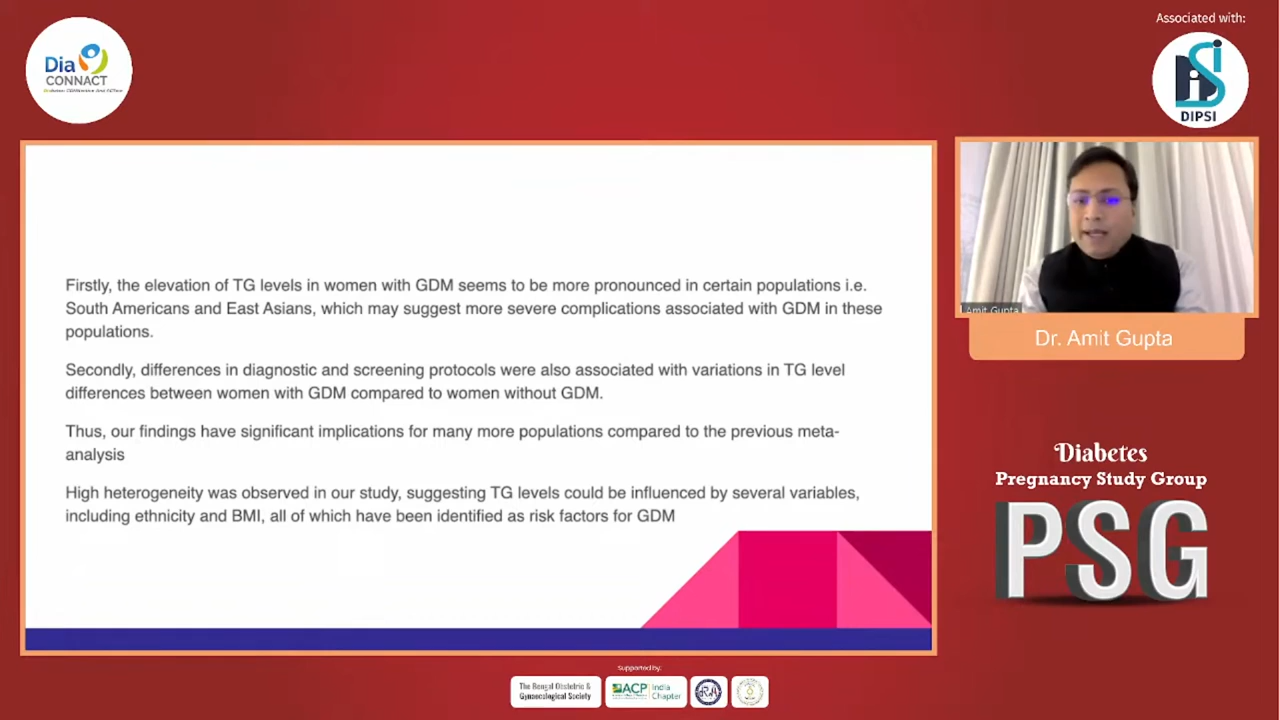 Associated with:
Dia
CONNACT
DIPSI
Firstly, the elevation of TG levels in women with GDM seems to be more pronounced in certain populations i.e.
South Americans and East Asians, which may suggest more severe complications associated with GDM in these
populations.
Secondly, differences in diagnostic and screening protocols were also associated with variations in TG level
differences between women with GDM compared to women without GDM.
Thus, our findings have significant implications for many more populations compared to the previous meta-
analysis
High heterogeneity was observed in our study, suggesting TG levels could be influenced by several variables,
including ethnicity and BMI, all of which have been identified as risk factors for GDM
Amit Gupta
Dr. Amit Gupta
Diabetes
Pregnancy Study Group
PSG
Supported by:
The Bengal Obstetric &
Gynaecological Society
ACP
India
Chapter